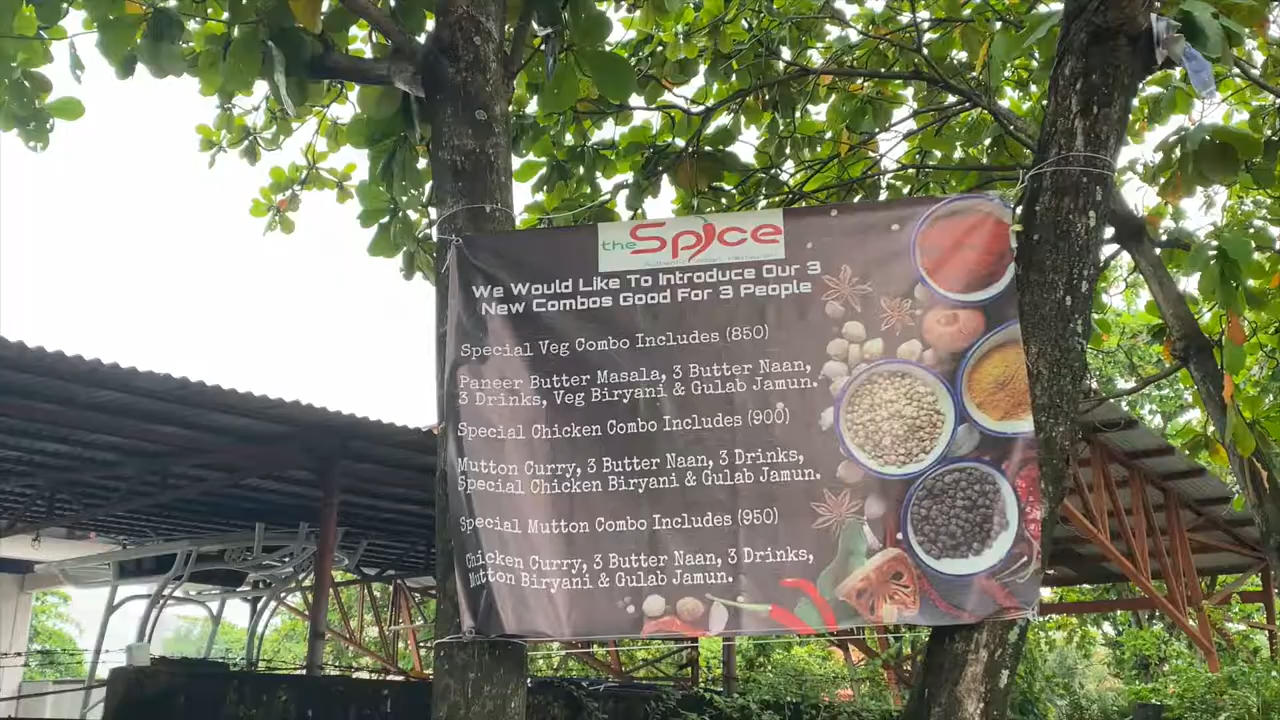 the Spice
We Would Like To Introduce Our 3
New Combos Good For 3 People
Special Veg Combo Includes (850)
Paneer Butter Masala, 3 Butter Naan,
3 Drinks, Veg Biryani & Gulab Jamun.
Special Chicken Combo Includes (900)
Mutton Curry, 3 Butter Naan, 3 Drinks,
Special Chicken Biryani & Gulab Jamun.
Special Mutton Combo Includes (950)
Chicken Curry, 3 Butter Naan, 3 Drinks,
Mutton Biryani & Gulab Jamun.